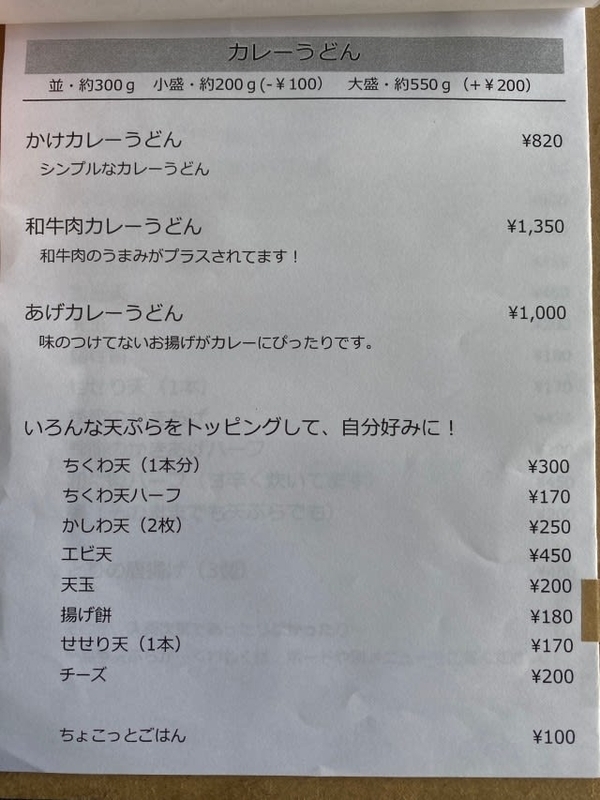 カレーうどん
並・約300g 小盛・約200g(-¥100) 大盛・約550g (+¥200)
かけカレーうどん ¥820
シンプルなカレーうどん
和牛肉カレーうどん ¥1,350
和牛肉のうまみがプラスされてます！
あげカレーうどん ¥1,000
味のつけてないお揚げがカレーにぴったりです。
いろんな天ぷらをトッピングして、自分好みに！
ちくわ天（1本分） ¥300
ちくわ天ハーフ ¥170
かしわ天（2枚） ¥250
エビ天 ¥450
天玉 ¥200
揚げ餅 ¥180
せせり天（1本） ¥170
チーズ ¥200
ちょこっとごはん ¥100